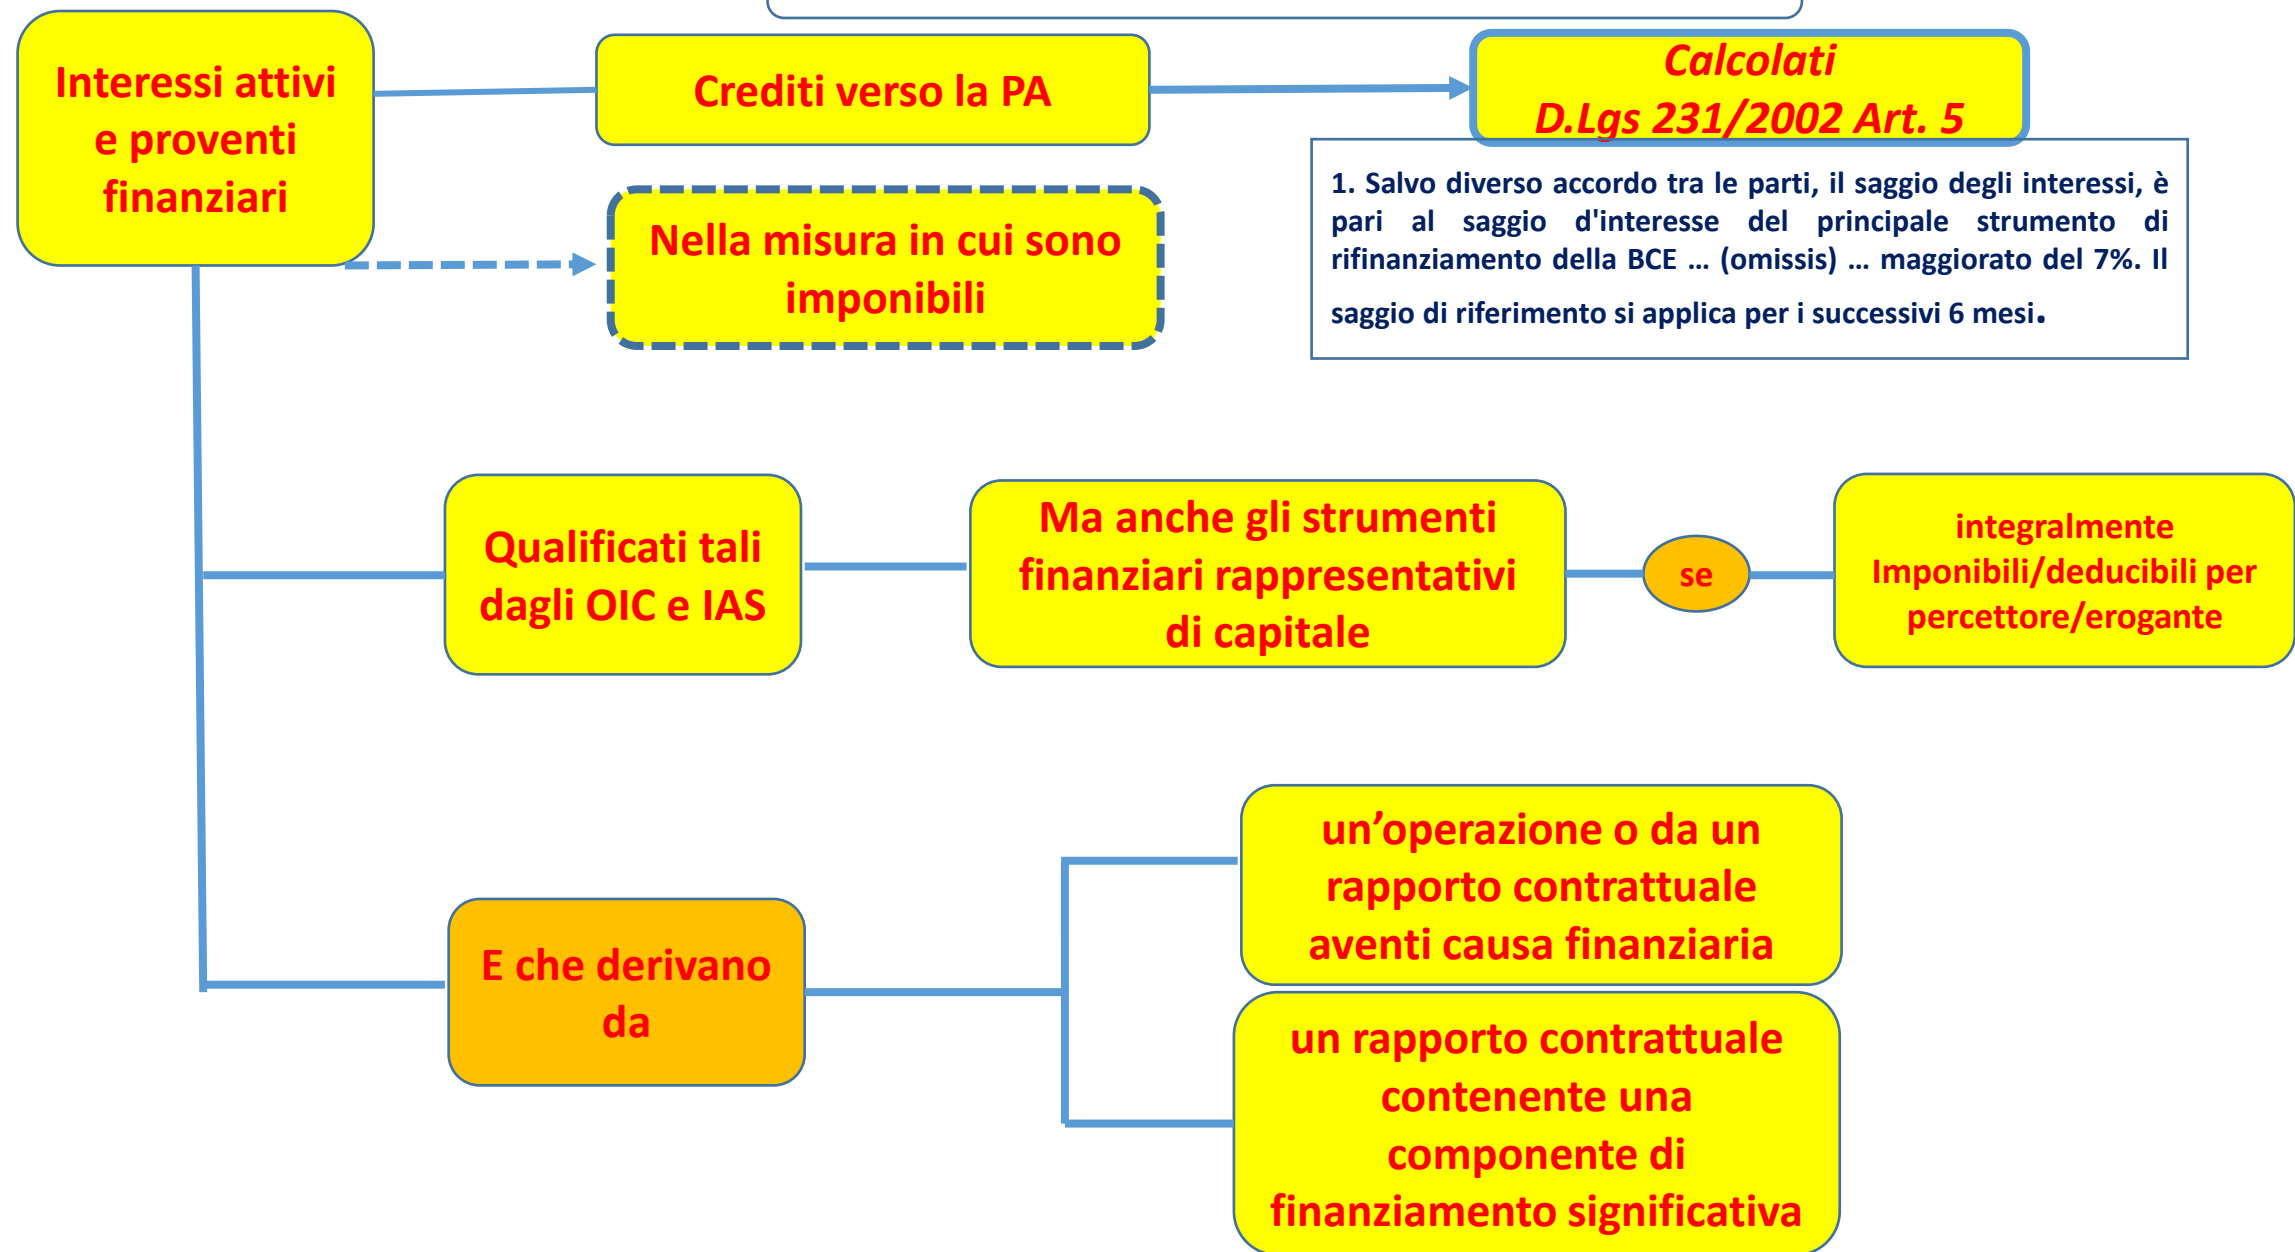 Interessi attivi
e proventi
finanziari
Crediti verso la PA
Calcolati
D.Lgs 231/2002 Art. 5
1. Salvo diverso accordo tra le parti, il saggio degli interessi, è
pari al saggio d'interesse del principale strumento di
rifinanziamento della BCE … (omissis) … maggiorato del 7%. Il
saggio di riferimento si applica per i successivi 6 mesi.
Nella misura in cui sono
imponibili
Qualificati tali
dagli OIC e IAS
Ma anche gli strumenti
finanziari rappresentativi
di capitale
se
integralmente
Imponibili/deducibili per
percettore/erogante
E che derivano
da
un’operazione o da un
rapporto contrattuale
aventi causa finanziaria
un rapporto contrattuale
contenente una
componente di
finanziamento significativa